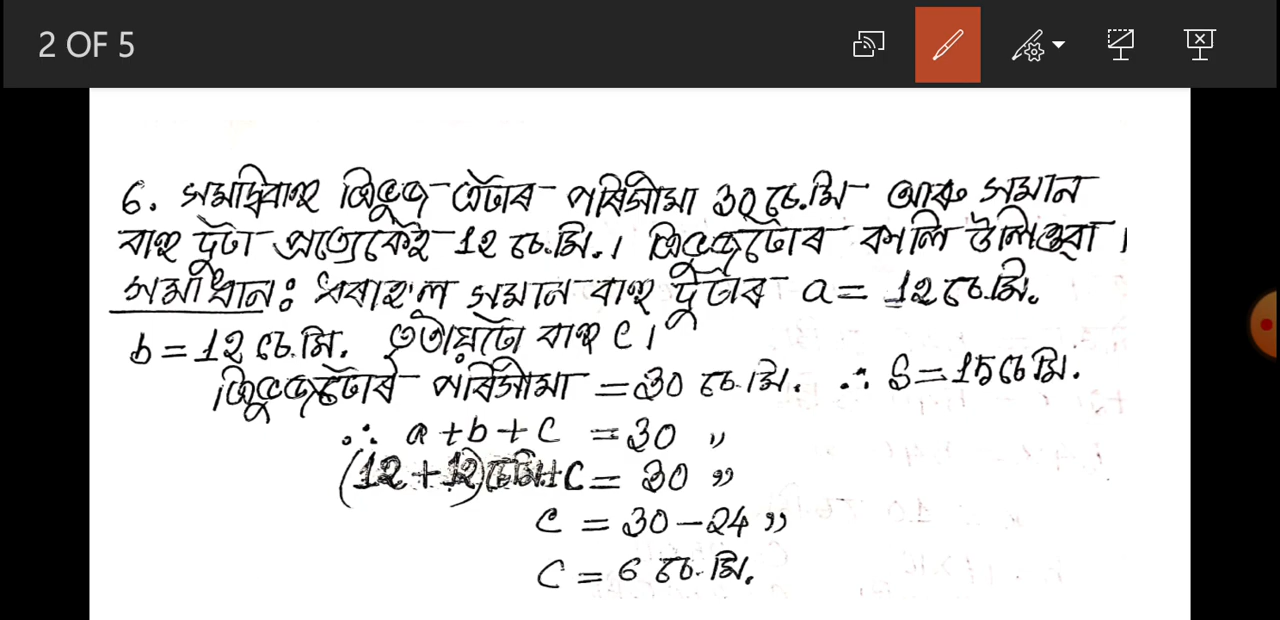 2 OF 5
6. সমদ্বিবাহু ত্ৰিভুজ এটাৰ পৰিসীমা 30 চে.মি আৰু সমান
বাহু দুটা প্ৰত্যেকেই 12 চে.মি.। ত্ৰিভুজটোৰ কালি উলিওৱা।
সমাধান: ধৰাহ'ল সমান বাহু দুটাৰ a = 12 চে.মি.
b = 12 চে.মি. তৃতীয়টো বাহু c।
ত্ৰিভুজটোৰ পৰিসীমা = 30 চে.মি. ∴ S = 15 চে.মি.
∴ a + b + c = 30 "
(12 + 12) চে.মি + c = 30 "
c = 30 − 24 "
c = 6 চে.মি.